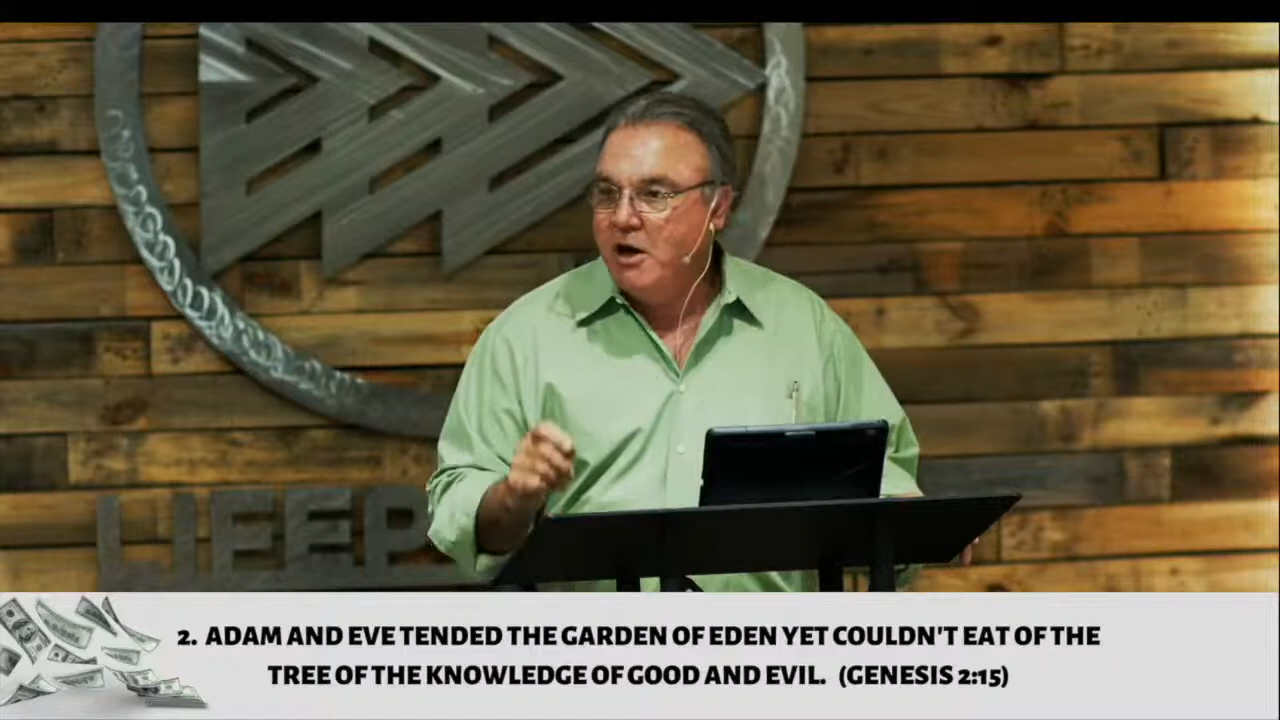 LIFEP
2. ADAM AND EVE TENDED THE GARDEN OF EDEN YET COULDN'T EAT OF THE
TREE OF THE KNOWLEDGE OF GOOD AND EVIL. (GENESIS 2:15)